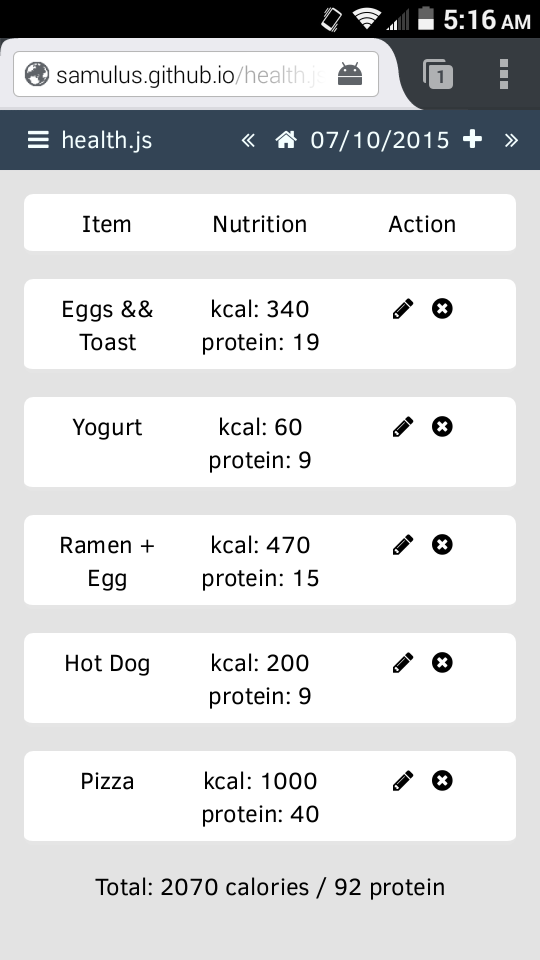 5:16 AM
samulus.github.io/health.js
1
health.js « 07/10/2015 + »
Item Nutrition Action
Eggs && kcal: 340
Toast protein: 19
Yogurt kcal: 60
protein: 9
Ramen + kcal: 470
Egg protein: 15
Hot Dog kcal: 200
protein: 9
Pizza kcal: 1000
protein: 40
Total: 2070 calories / 92 protein